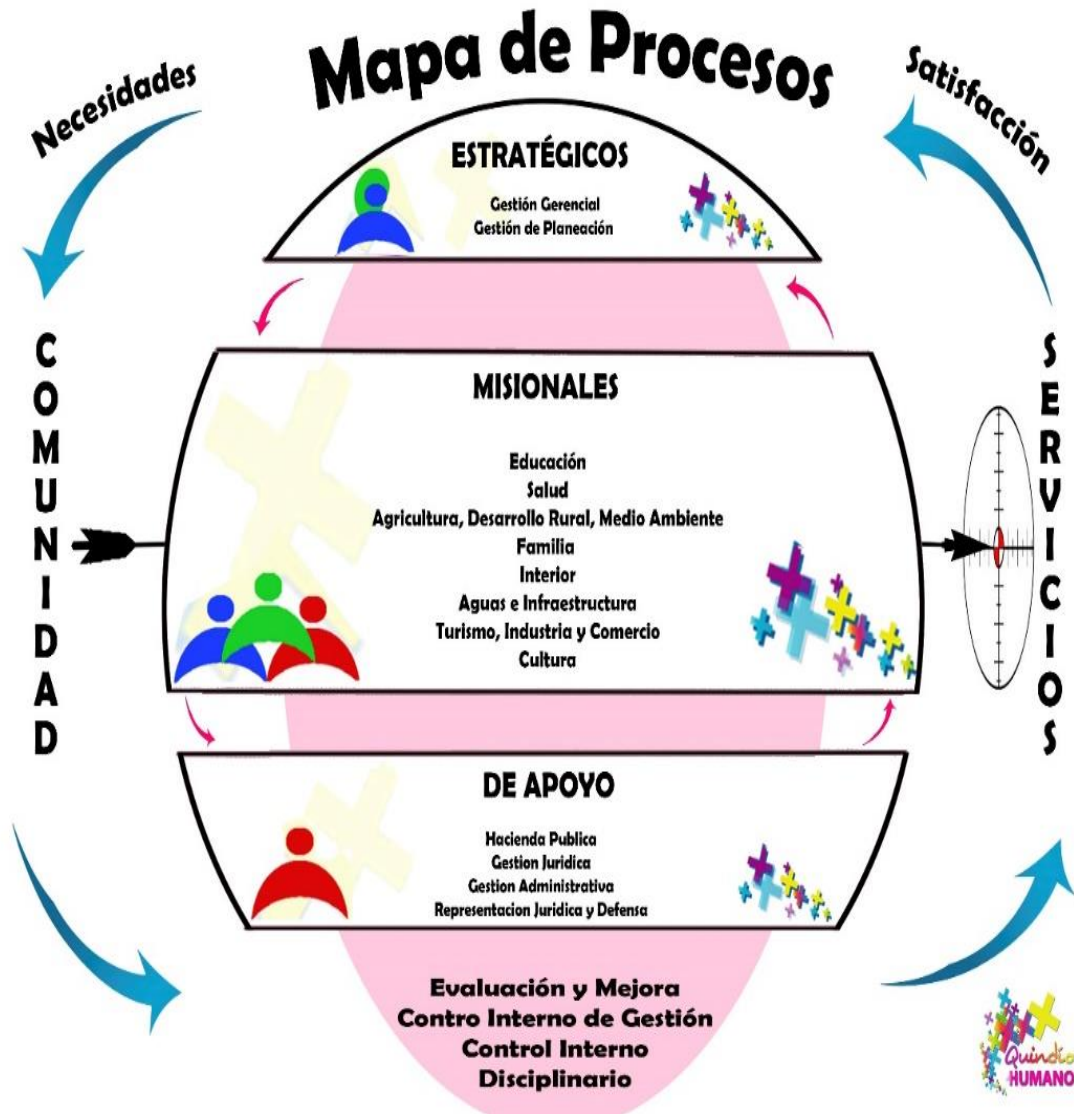 Mapa de Procesos
Necesidades
Satisfacción
ESTRATÉGICOS
Gestión Gerencial
Gestión de Planeación
COMUNIDAD
SERVICIOS
MISIONALES
Educación
Salud
Agricultura, Desarrollo Rural, Medio Ambiente
Familia
Interior
Aguas e Infraestructura
Turismo, Industria y Comercio
Cultura
DE APOYO
Hacienda Publica
Gestion Juridica
Gestion Administrativa
Representacion Juridica y Defensa
Evaluación y Mejora
Contro Interno de Gestión
Control Interno
Disciplinario
Quindío
HUMANO